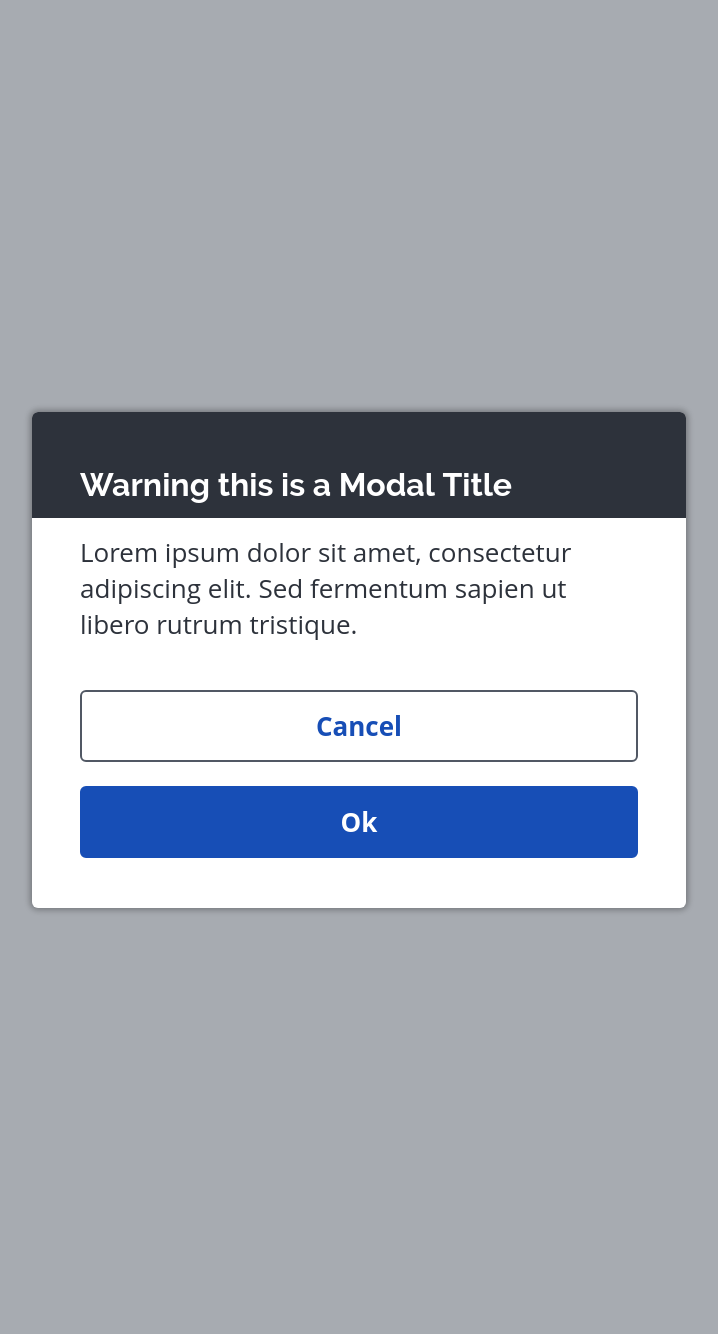 Warning this is a Modal Title
Lorem ipsum dolor sit amet, consectetur
adipiscing elit. Sed fermentum sapien ut
libero rutrum tristique.
Cancel
Ok